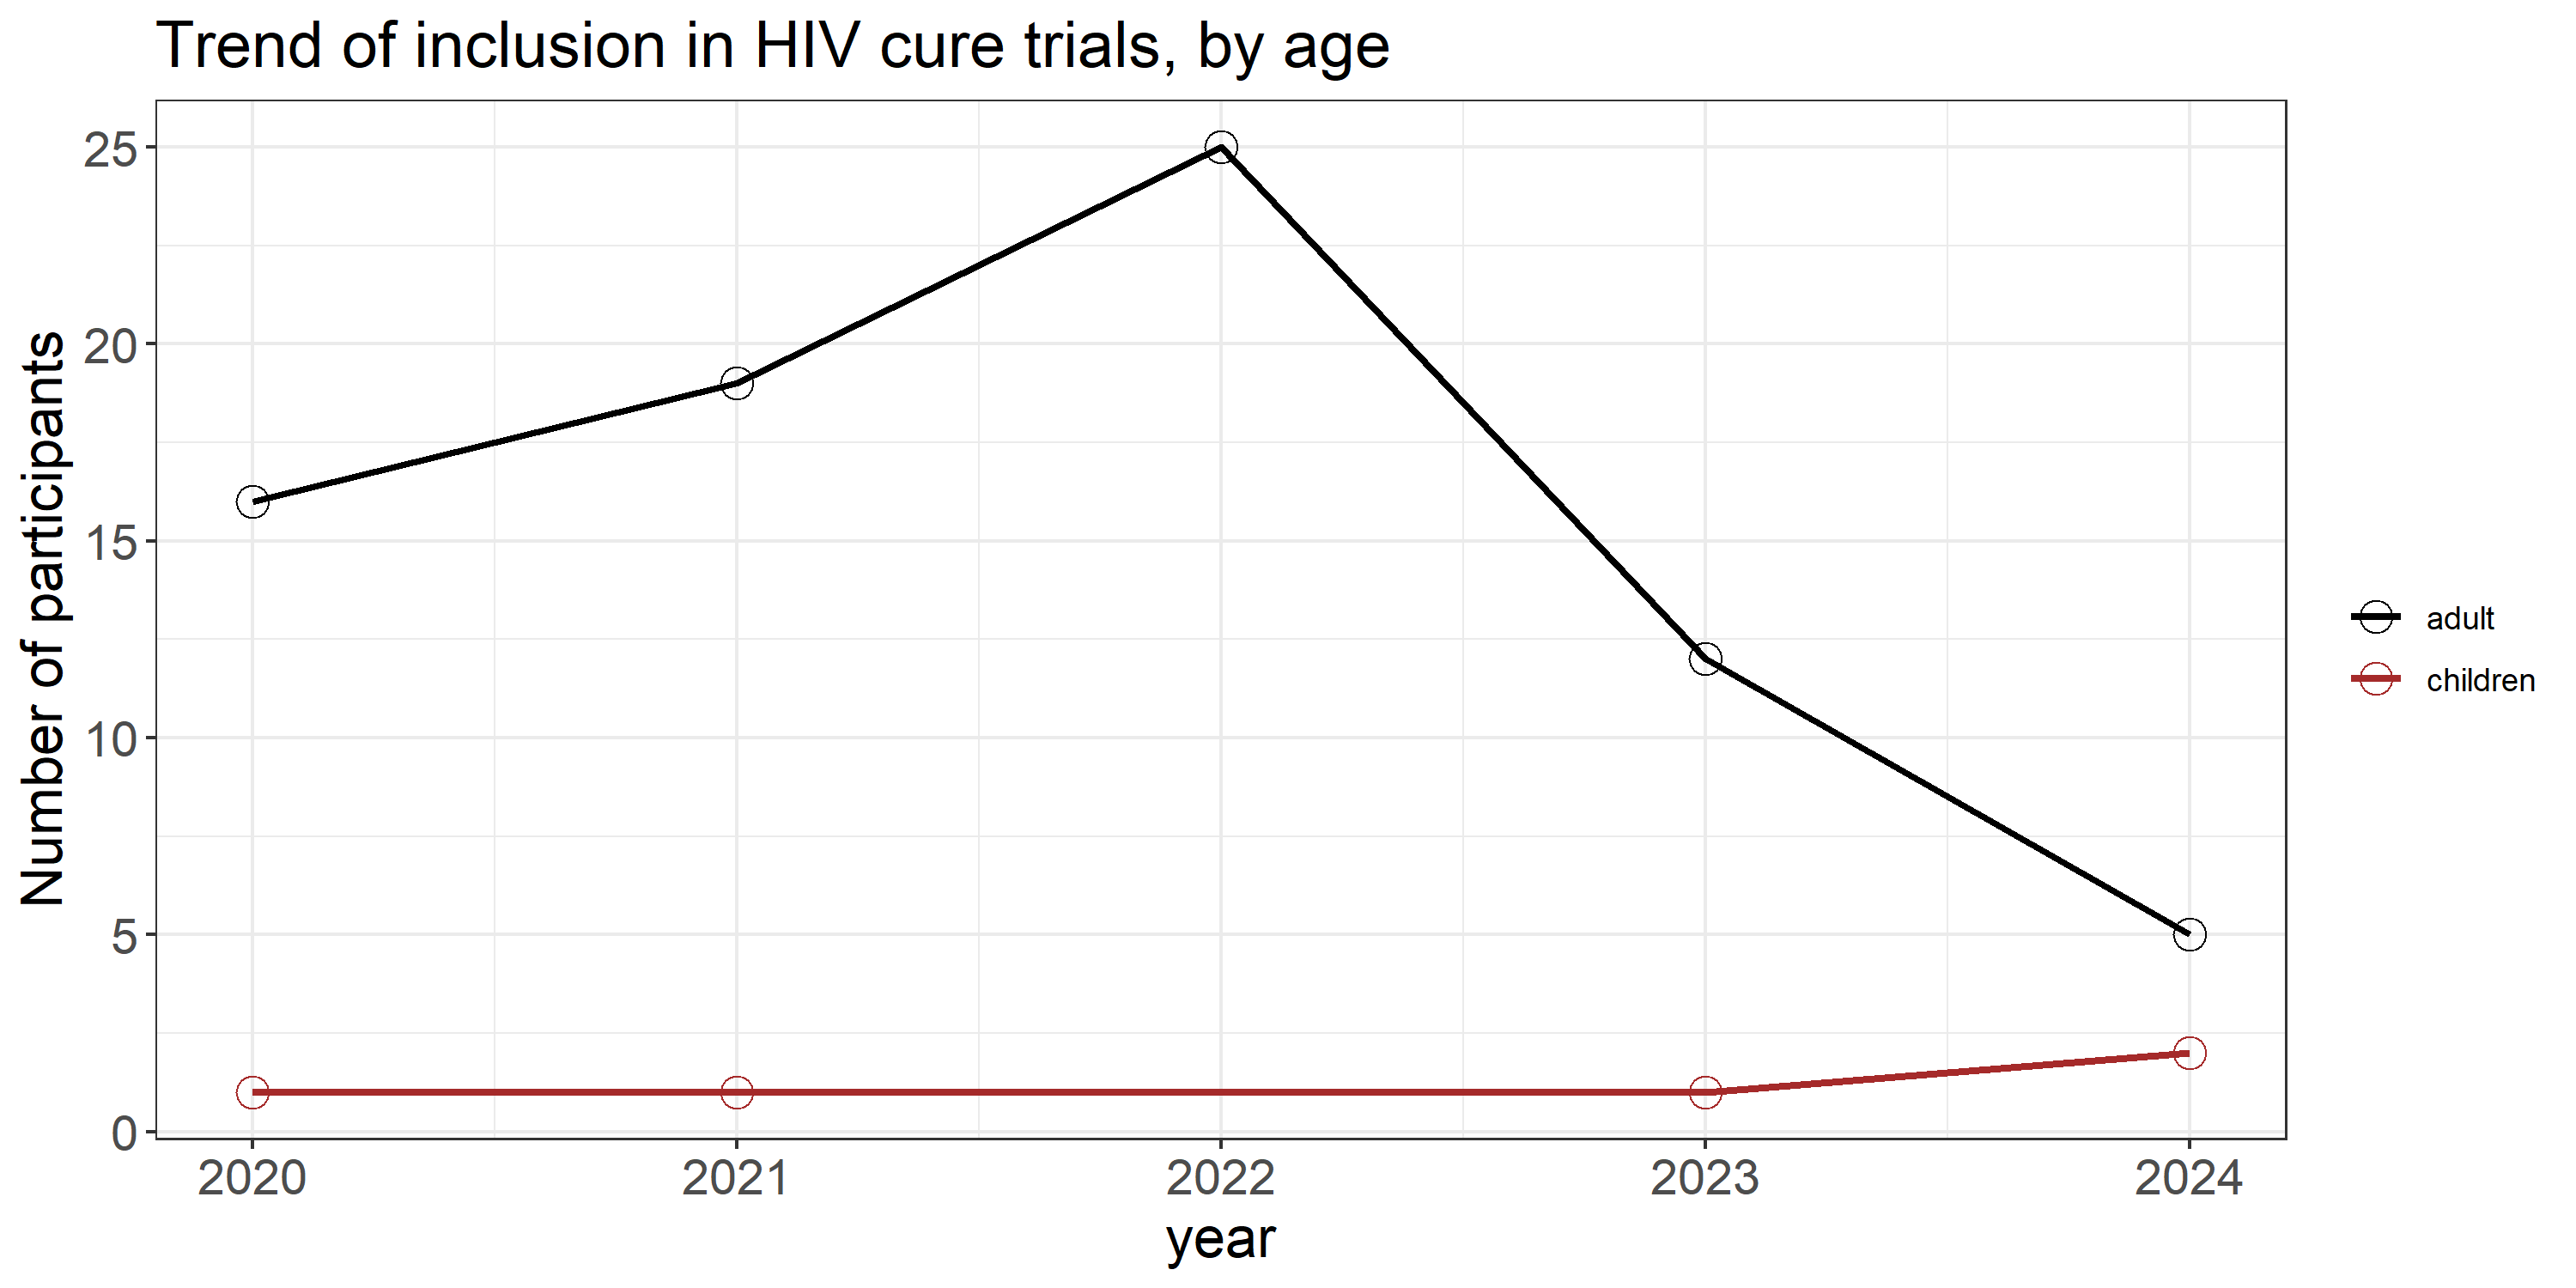 Trend of inclusion in HIV cure trials, by age
Number of participants
25
20
15
10
5
0
2020 2021 2022 2023 2024
year
adult
children